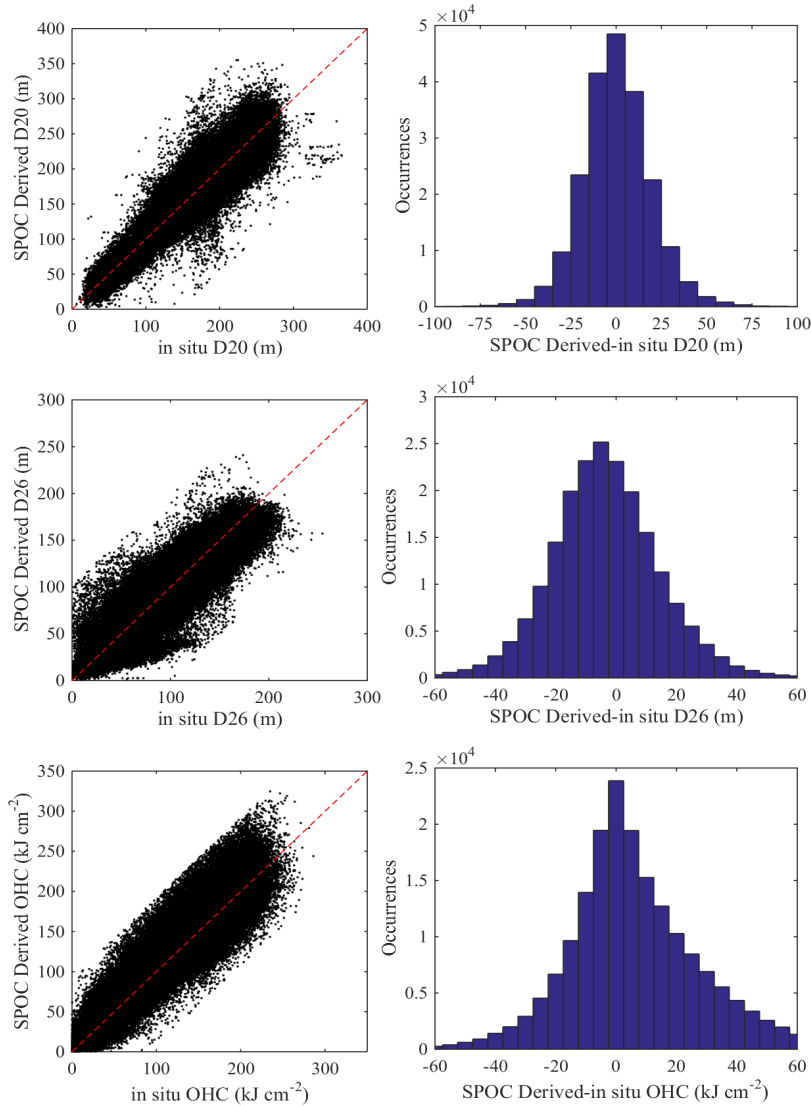 400
350
300
250
200
150
100
50
0
SPOC Derived D20 (m)
0 100 200 300 400
in situ D20 (m)
×10⁴
5
4
3
2
1
0
Occurrences
-100 -75 -50 -25 0 25 50 75 100
SPOC Derived-in situ D20 (m)
300
250
200
150
100
50
0
SPOC Derived D26 (m)
0 100 200 300
in situ D26 (m)
×10⁴
3
2.5
2
1.5
1
0.5
0
Occurrences
-60 -40 -20 0 20 40 60
SPOC Derived-in situ D26 (m)
350
300
250
200
150
100
50
0
SPOC Derived OHC (kJ cm⁻²)
0 100 200 300
in situ OHC (kJ cm⁻²)
×10⁴
2.5
2
1.5
1
0.5
0
Occurrences
-60 -40 -20 0 20 40 60
SPOC Derived-in situ OHC (kJ cm⁻²)